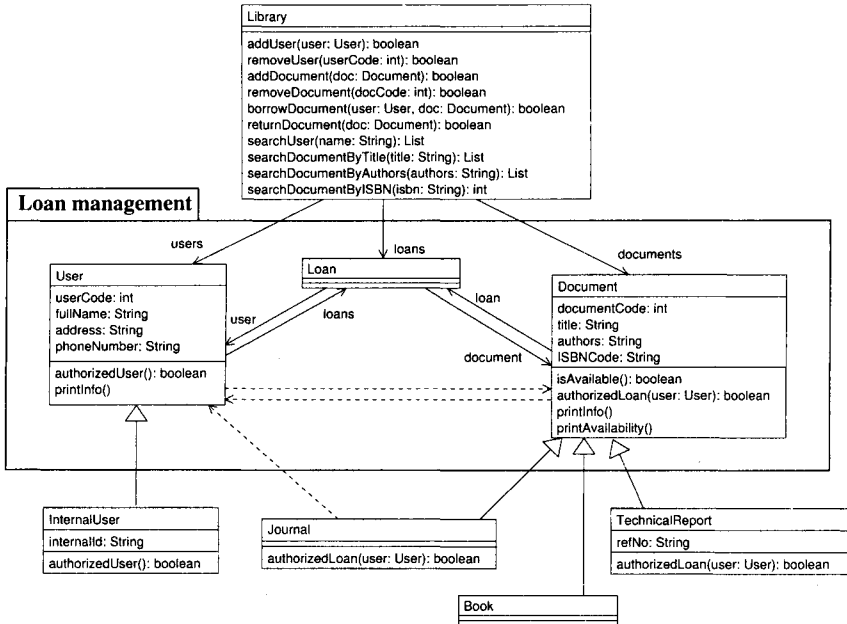 Library
addUser(user: User): boolean
removeUser(userCode: int): boolean
addDocument(doc: Document): boolean
removeDocument(docCode: int): boolean
borrowDocument(user: User, doc: Document): boolean
returnDocument(doc: Document): boolean
searchUser(name: String): List
searchDocumentByTitle(title: String): List
searchDocumentByAuthors(authors: String): List
searchDocumentByISBN(isbn: String): int
Loan management
users
loans
documents
User
userCode: int
fullName: String
address: String
phoneNumber: String
authorizedUser(): boolean
printInfo()
Loan
user
loans
loan
document
Document
documentCode: int
title: String
authors: String
ISBNCode: String
isAvailable(): boolean
authorizedLoan(user: User): boolean
printInfo()
printAvailability()
InternalUser
internalId: String
authorizedUser(): boolean
Journal
authorizedLoan(user: User): boolean
TechnicalReport
refNo: String
authorizedLoan(user: User): boolean
Book